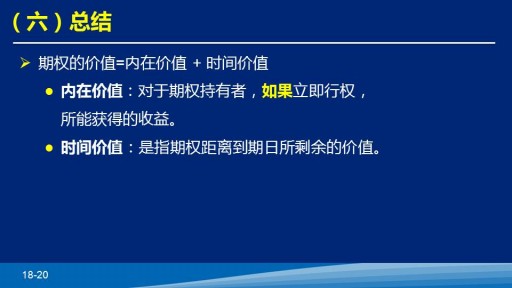 （六）总结
期权的价值=内在价值 + 时间价值
内在价值：对于期权持有者，如果立即行权，
所能获得的收益。
时间价值：是指期权距离到期日所剩余的价值。
18-20